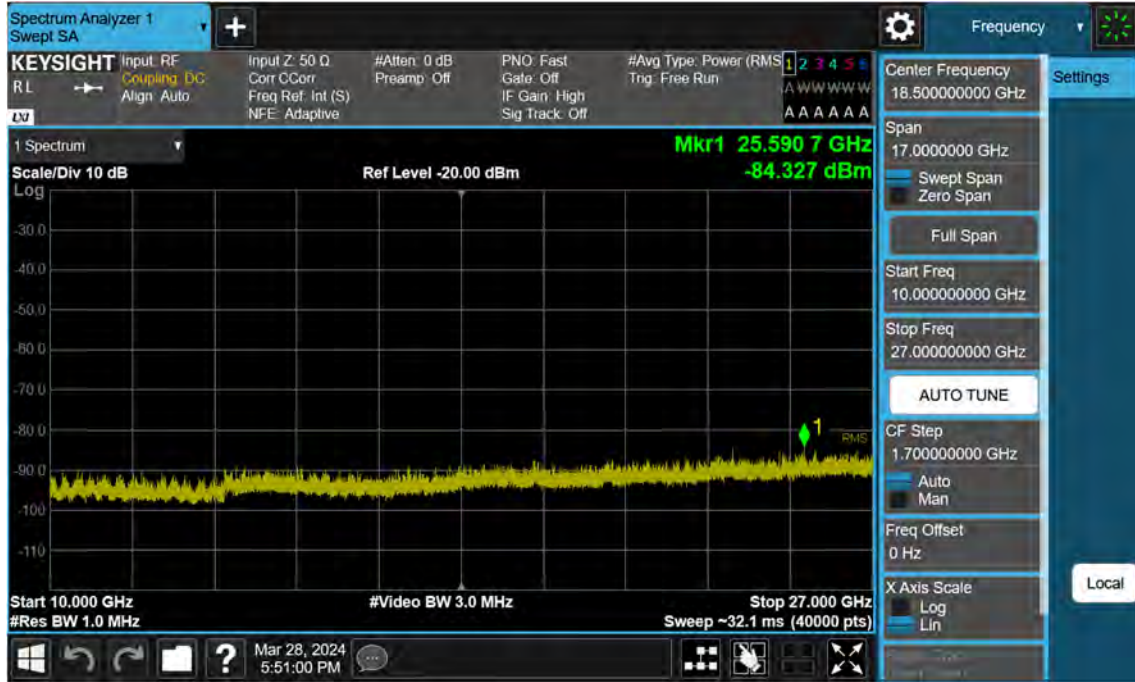 Spectrum Analyzer 1
Swept SA
+
Frequency
KEYSIGHT
RL
LXI
Input: RF
Coupling: DC
Align: Auto
Input Z: 50 Ω
Corr CCorr
Freq Ref: Int (S)
NFE: Adaptive
#Atten: 0 dB
Preamp: Off
PNO: Fast
Gate: Off
IF Gain: High
Sig Track: Off
#Avg Type: Power (RMS
Trig: Free Run
1 2 3 4 5 6
A W W W W W
A A A A A A
1 Spectrum
Mkr1 25.590 7 GHz
Scale/Div 10 dB
Ref Level -20.00 dBm
-84.327 dBm
Log
-30.0
-40.0
-50.0
-60.0
-70.0
-80.0
-90.0
-100
-110
1
RMS
Start 10.000 GHz
#Video BW 3.0 MHz
Stop 27.000 GHz
#Res BW 1.0 MHz
Sweep ~32.1 ms (40000 pts)
Mar 28, 2024
5:51:00 PM
?
Center Frequency
18.500000000 GHz
Settings
Span
17.0000000 GHz
Swept Span
Zero Span
Full Span
Start Freq
10.000000000 GHz
Stop Freq
27.000000000 GHz
AUTO TUNE
CF Step
1.700000000 GHz
Auto
Man
Freq Offset
0 Hz
X Axis Scale
Log
Lin
Local